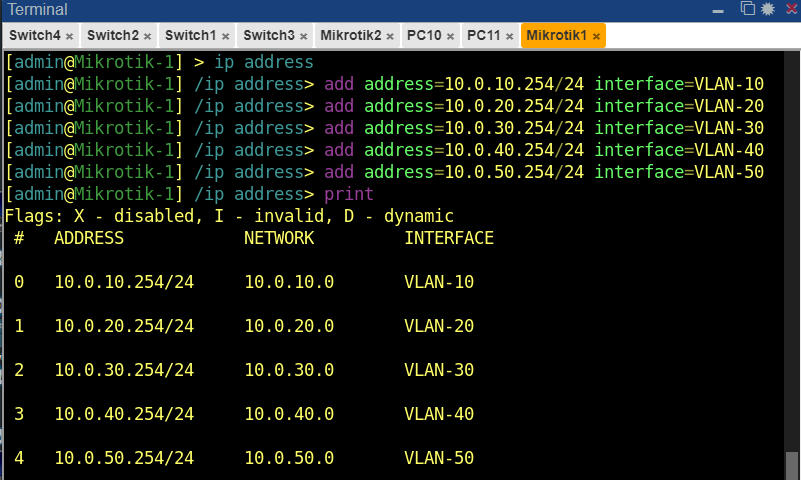 Terminal
Switch4 × Switch2 × Switch1 × Switch3 × Mikrotik2 × PC10 × PC11 × Mikrotik1 ×
[admin@Mikrotik-1] > ip address
[admin@Mikrotik-1] /ip address> add address=10.0.10.254/24 interface=VLAN-10
[admin@Mikrotik-1] /ip address> add address=10.0.20.254/24 interface=VLAN-20
[admin@Mikrotik-1] /ip address> add address=10.0.30.254/24 interface=VLAN-30
[admin@Mikrotik-1] /ip address> add address=10.0.40.254/24 interface=VLAN-40
[admin@Mikrotik-1] /ip address> add address=10.0.50.254/24 interface=VLAN-50
[admin@Mikrotik-1] /ip address> print
Flags: X - disabled, I - invalid, D - dynamic
# ADDRESS NETWORK INTERFACE
0 10.0.10.254/24 10.0.10.0 VLAN-10
1 10.0.20.254/24 10.0.20.0 VLAN-20
2 10.0.30.254/24 10.0.30.0 VLAN-30
3 10.0.40.254/24 10.0.40.0 VLAN-40
4 10.0.50.254/24 10.0.50.0 VLAN-50